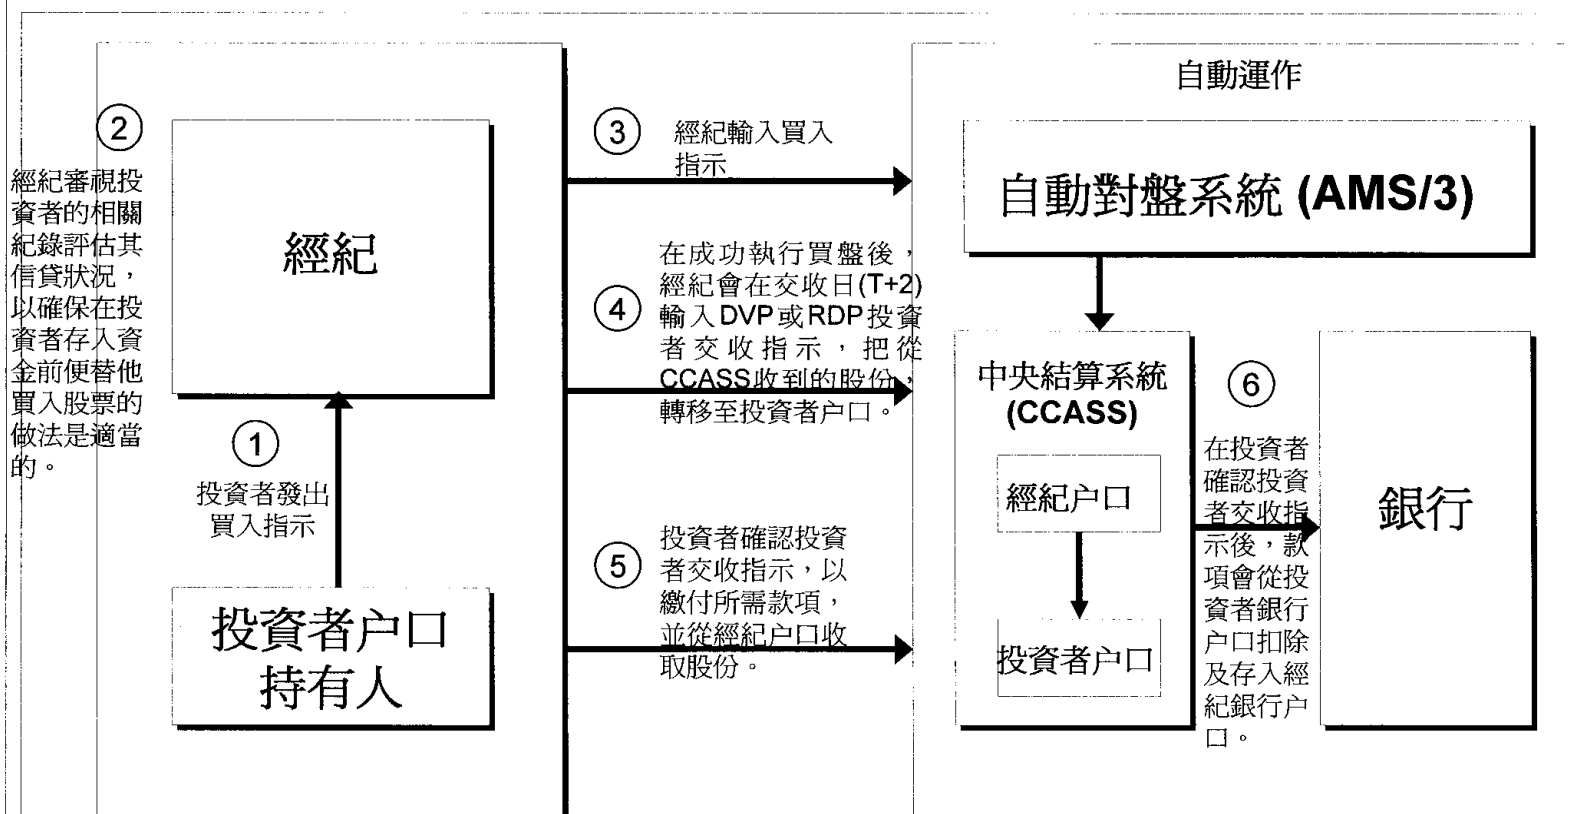 自動運作
②
經紀審視投
資者的相關
紀錄評估其
信貸狀況，
以確保在投
資者存入資
金前便替他
買入股票的
做法是適當
的。
經紀
①
投資者發出
買入指示
投資者户口
持有人
③
經紀輸入買入
指示
④
在成功執行買盤後，
經紀會在交收日(T+2)
輸入DVP或RDP投資
者交收指示，把從
CCASS收到的股份，
轉移至投資者户口。
⑤
投資者確認投資
者交收指示，以
繳付所需款項，
並從經紀户口收
取股份。
自動對盤系統 (AMS/3)
中央結算系統
(CCASS)
經紀户口
投資者户口
⑥
在投資者
確認投資
者交收指
示後，款
項會從投
資者銀行
户口扣除
及存入經
紀銀行户
口。
銀行